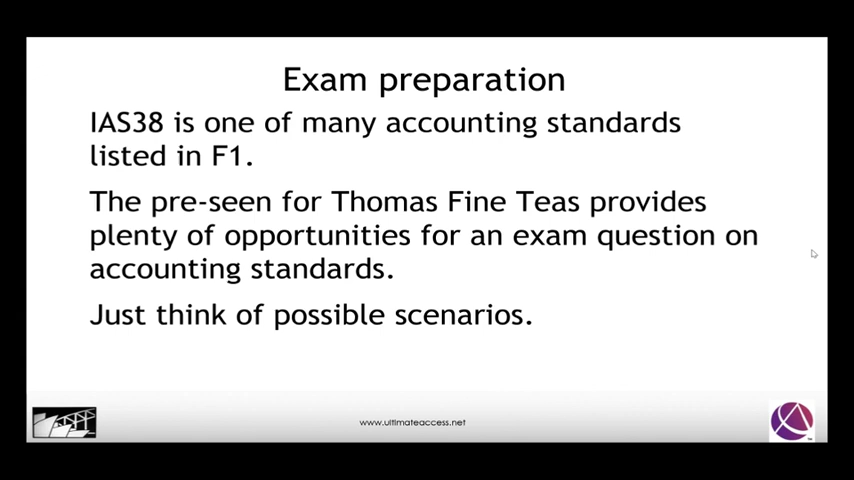 Exam preparation
IAS38 is one of many accounting standards
listed in F1.
The pre-seen for Thomas Fine Teas provides
plenty of opportunities for an exam question on
accounting standards.
Just think of possible scenarios.
www.ultimateaccess.net